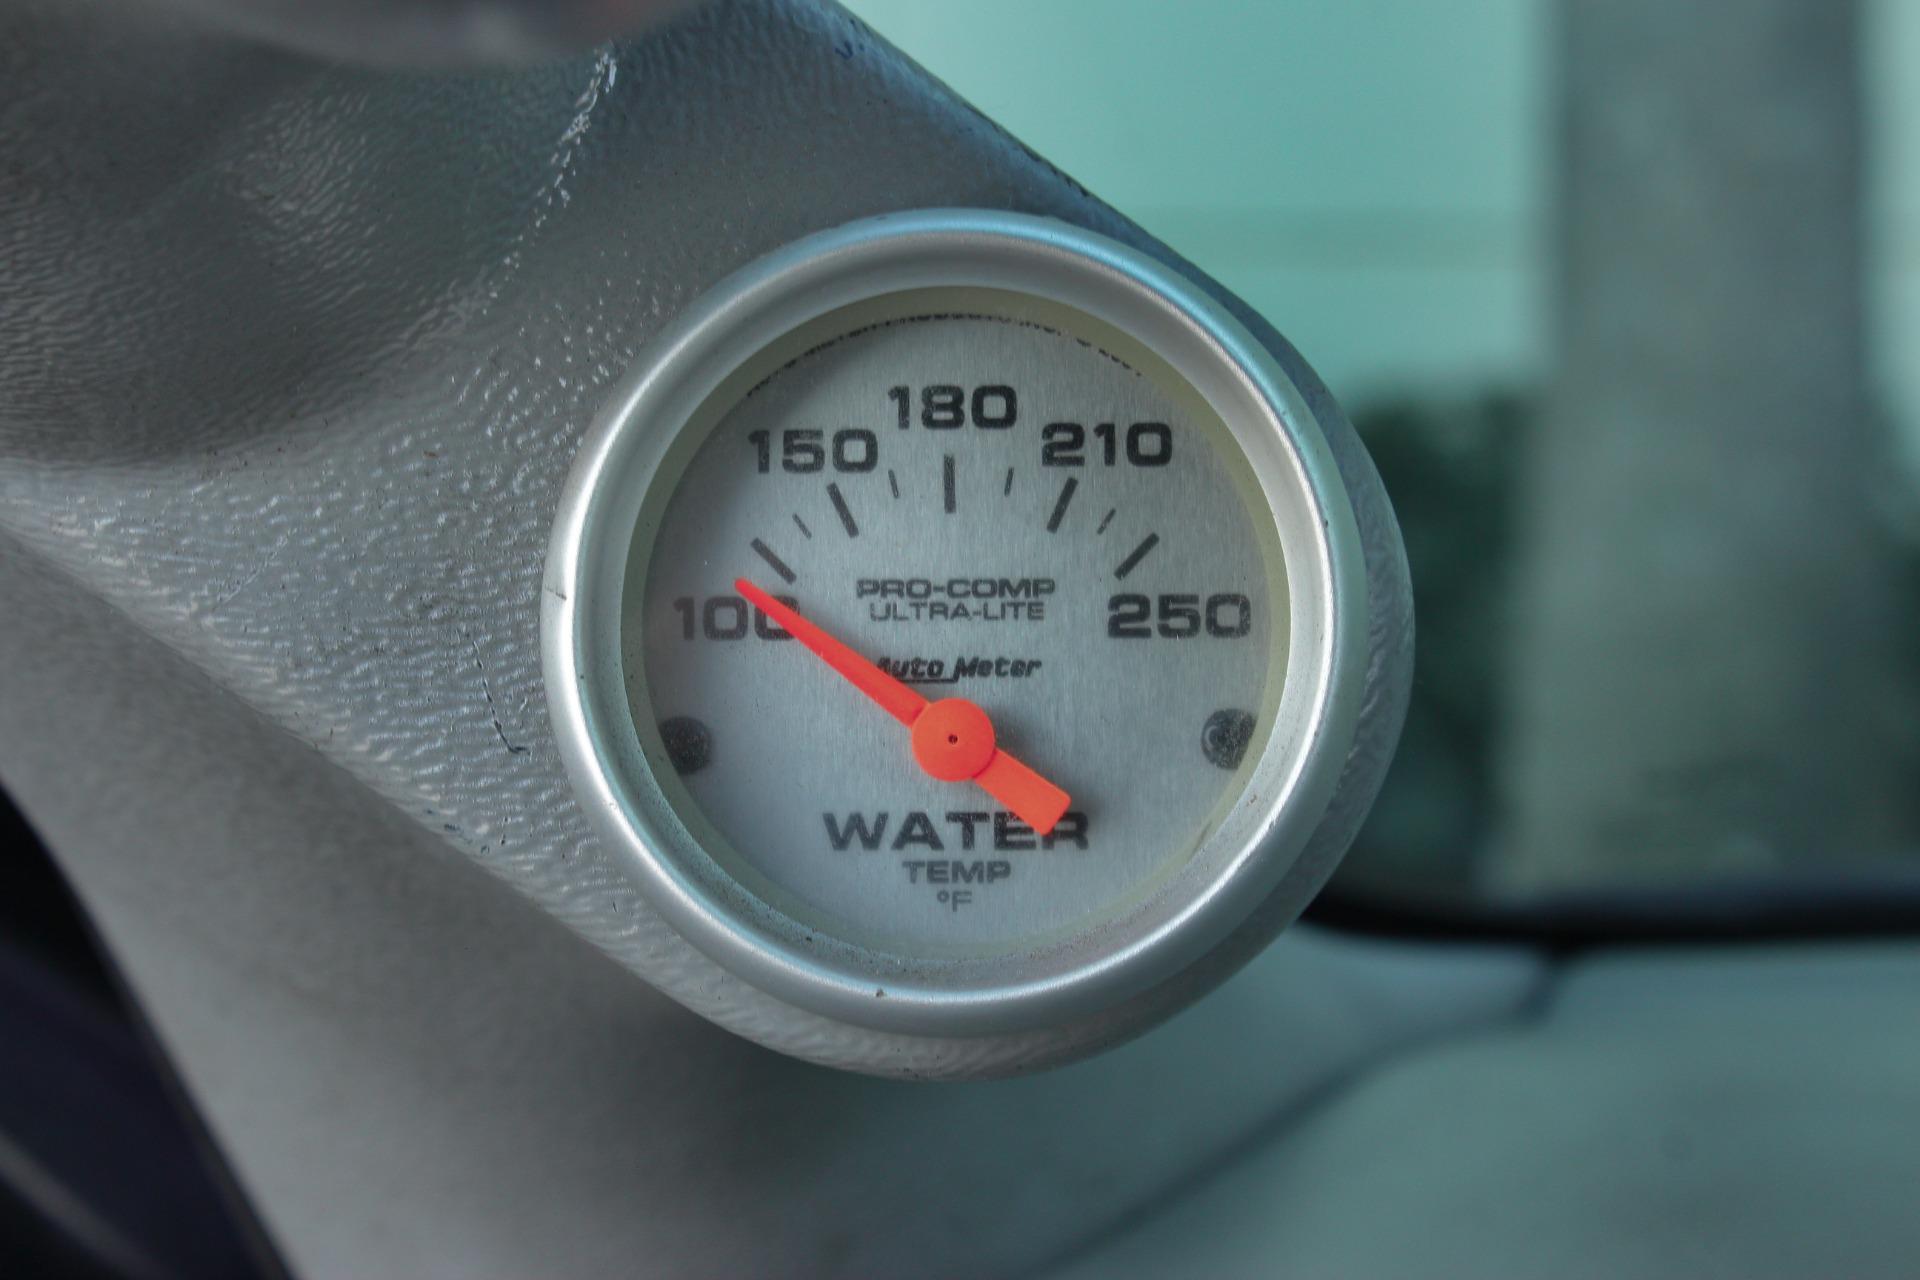 180
150
210
100
250
PRO-COMP
ULTRA-LITE
Auto Meter
WATER
TEMP
°F